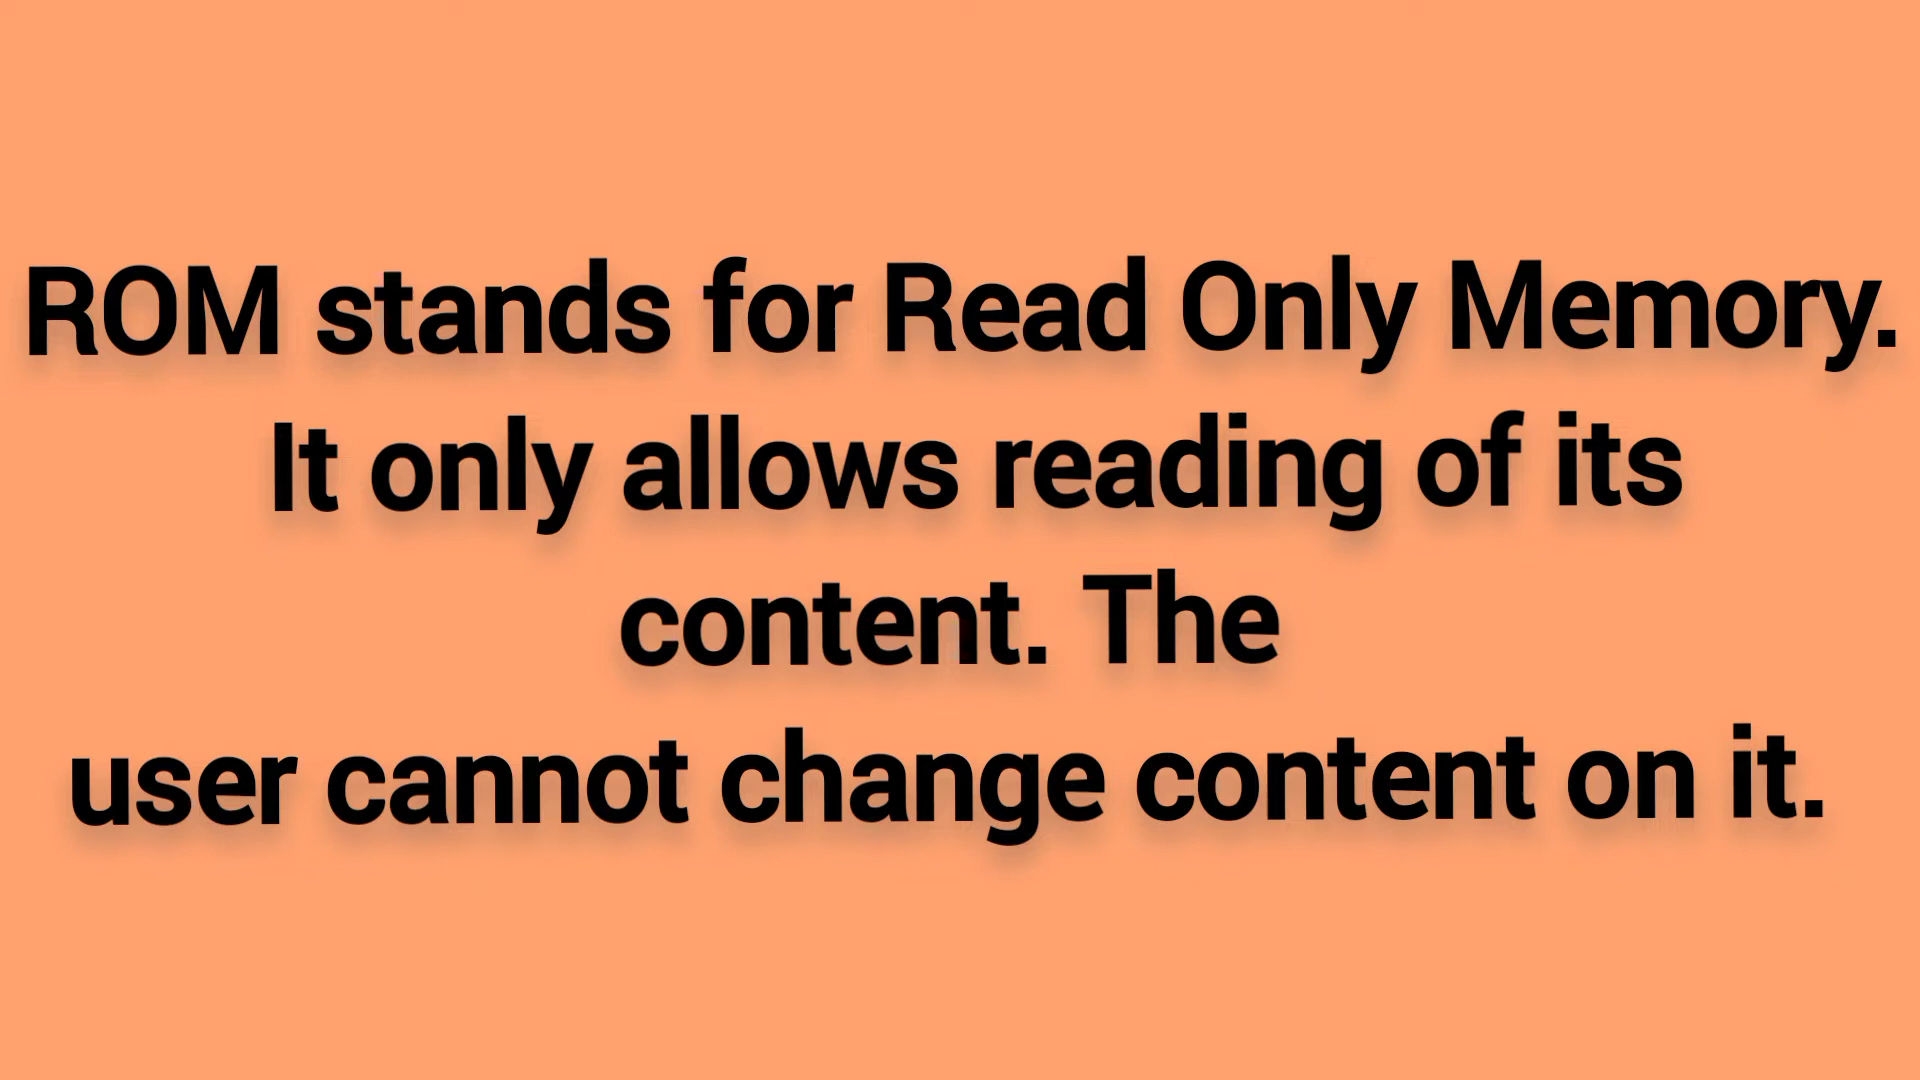 ROM stands for Read Only Memory.
It only allows reading of its
content. The
user cannot change content on it.